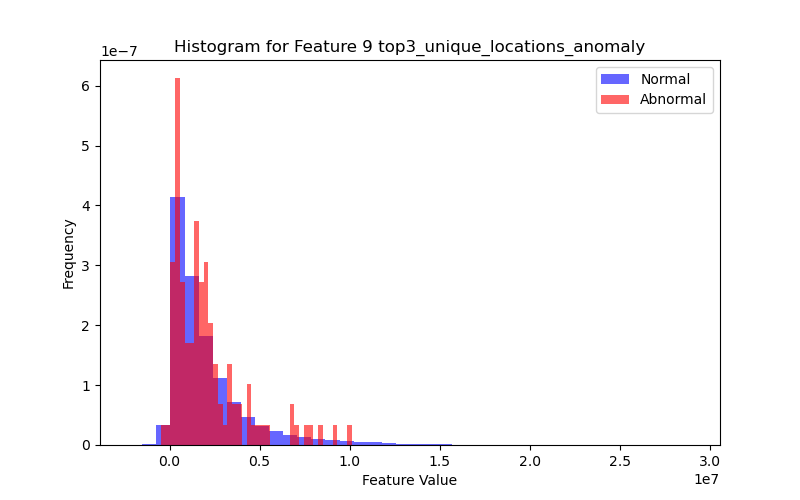 Histogram for Feature 9 top3_unique_locations_anomaly
1e−7
6
5
4
3
2
1
0
Frequency
Normal
Abnormal
0.0 0.5 1.0 1.5 2.0 2.5 3.0
1e7
Feature Value